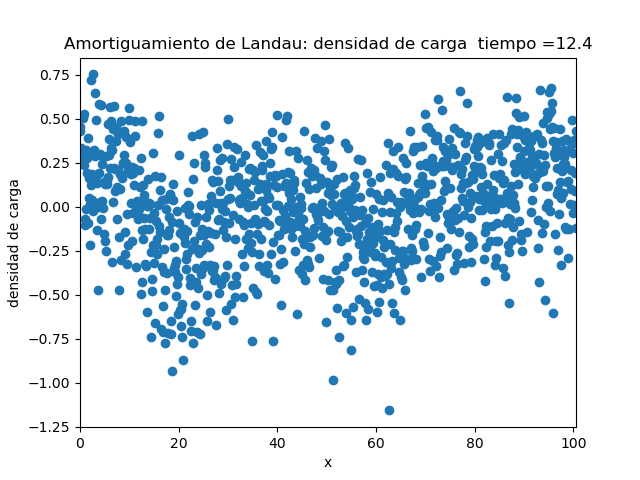 Amortiguamiento de Landau: densidad de carga  tiempo =12.4
densidad de carga
0.75
0.50
0.25
0.00
−0.25
−0.50
−0.75
−1.00
−1.25
0 20 40 60 80 100
x